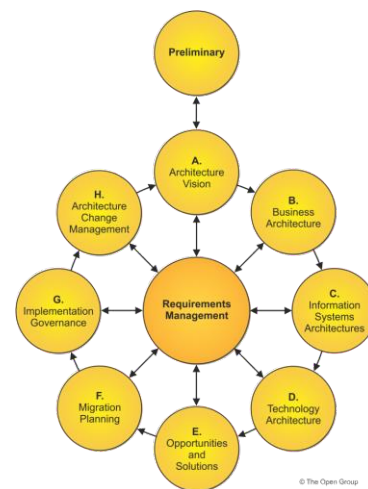 Preliminary
A.
Architecture
Vision
B.
Business
Architecture
C.
Information
Systems
Architectures
D.
Technology
Architecture
E.
Opportunities
and
Solutions
F.
Migration
Planning
G.
Implementation
Governance
H.
Architecture
Change
Management
Requirements
Management
© The Open Group